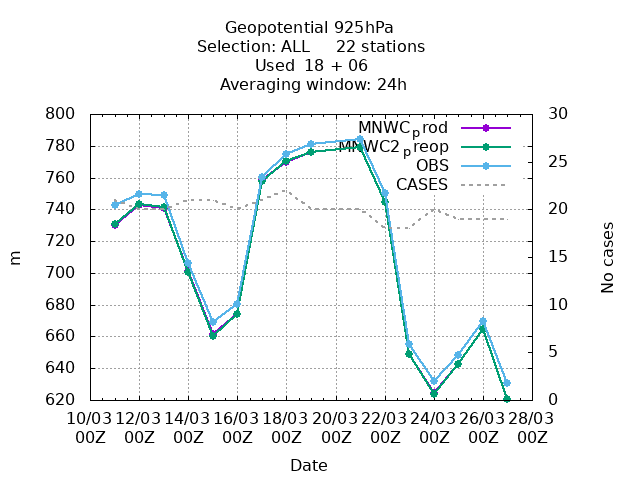 Geopotential 925hPa
Selection: ALL 22 stations
Used 18 + 06
Averaging window: 24h
800
780
760
740
720
700
680
660
640
620
m
30
25
20
15
10
5
0
No cases
MNWCprod
MNWC2preop
OBS
CASES
10/03 12/03 14/03 16/03 18/03 20/03 22/03 24/03 26/03 28/03
00Z 00Z 00Z 00Z 00Z 00Z 00Z 00Z 00Z 00Z
Date